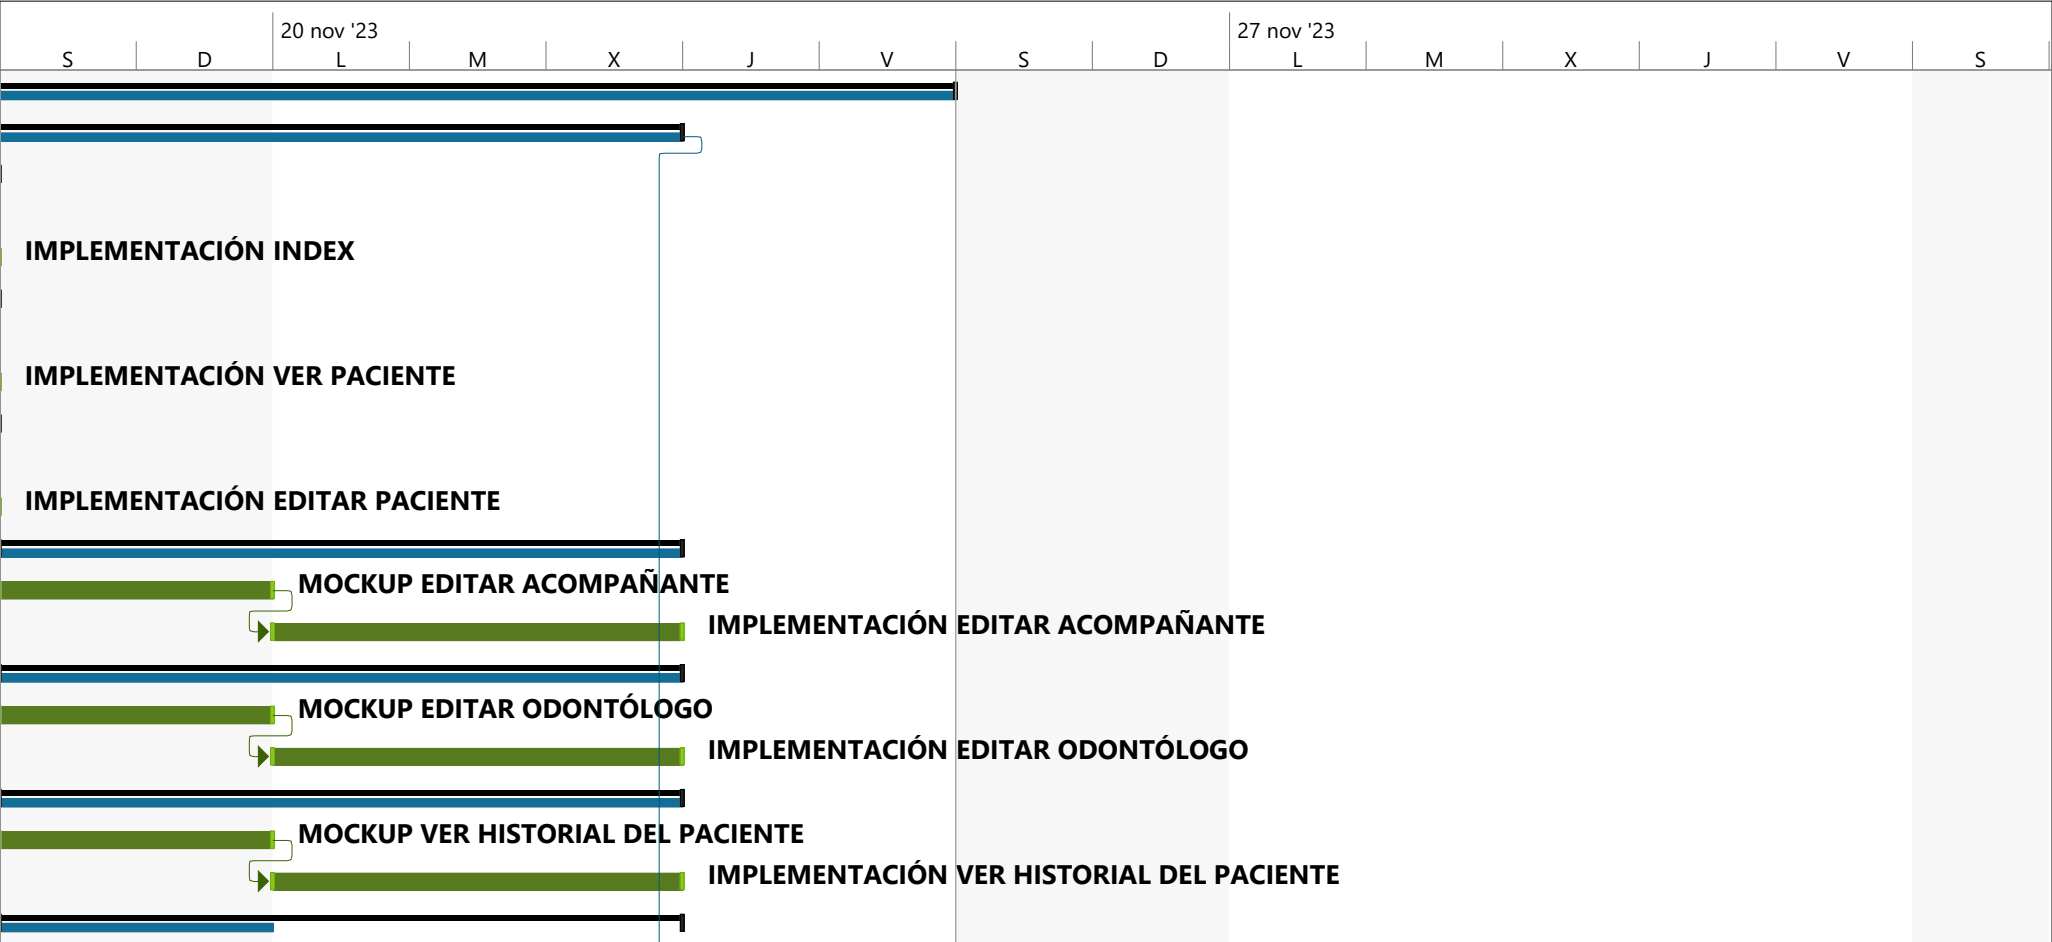 20 nov '23 27 nov '23
S D L M X J V S D L M X J V S
IMPLEMENTACIÓN INDEX
IMPLEMENTACIÓN VER PACIENTE
IMPLEMENTACIÓN EDITAR PACIENTE
MOCKUP EDITAR ACOMPAÑANTE
IMPLEMENTACIÓN EDITAR ACOMPAÑANTE
MOCKUP EDITAR ODONTÓLOGO
IMPLEMENTACIÓN EDITAR ODONTÓLOGO
MOCKUP VER HISTORIAL DEL PACIENTE
IMPLEMENTACIÓN VER HISTORIAL DEL PACIENTE